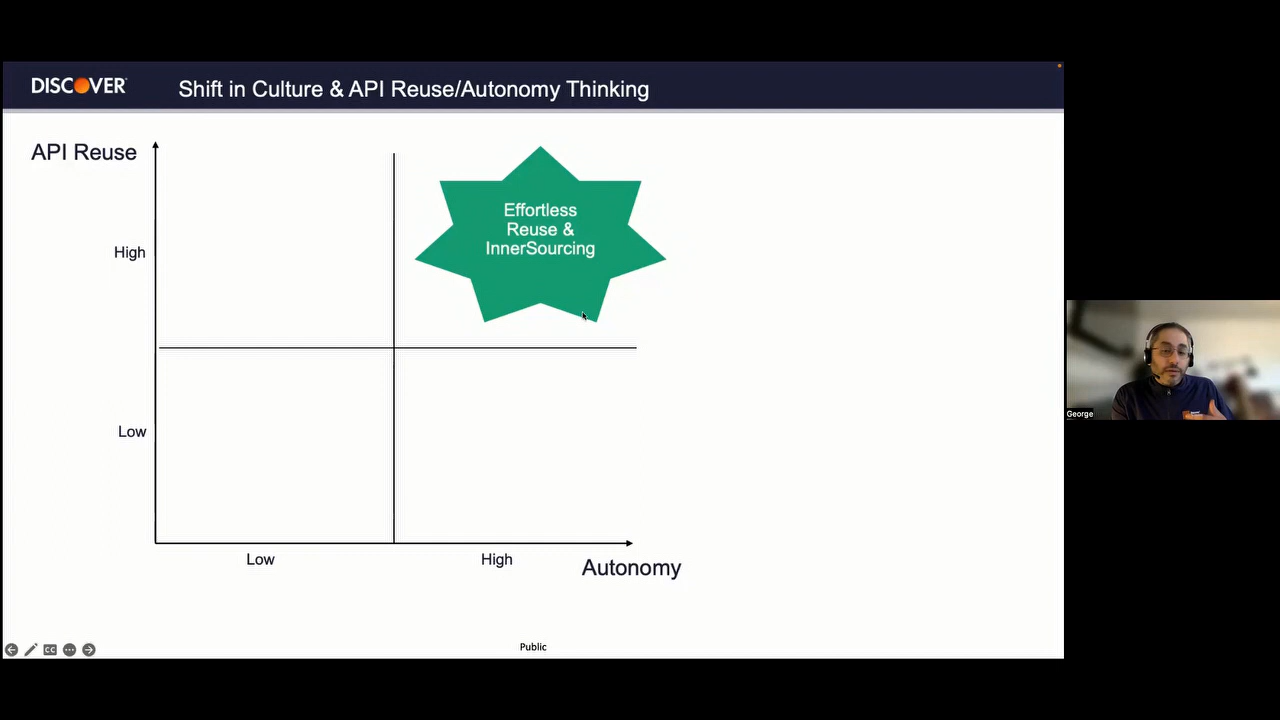 DISCOVER
Shift in Culture & API Reuse/Autonomy Thinking
API Reuse
Effortless
Reuse &
InnerSourcing
High
Low
Low
High
Autonomy
Public
CC
George